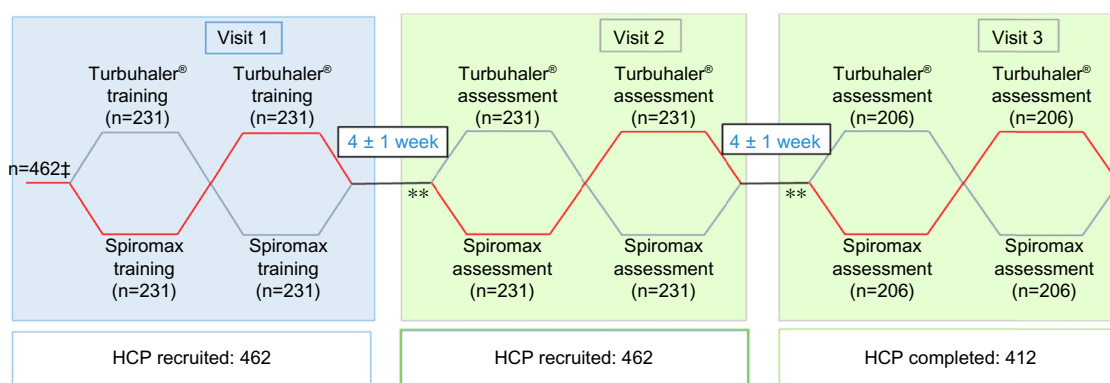 Visit 1
Visit 2
Visit 3
Turbuhaler®
training
(n=231)
Turbuhaler®
training
(n=231)
Turbuhaler®
assessment
(n=231)
Turbuhaler®
assessment
(n=231)
Turbuhaler®
assessment
(n=206)
Turbuhaler®
assessment
(n=206)
4 ± 1 week
4 ± 1 week
n=462‡
**
**
Spiromax
training
(n=231)
Spiromax
training
(n=231)
Spiromax
assessment
(n=231)
Spiromax
assessment
(n=231)
Spiromax
assessment
(n=206)
Spiromax
assessment
(n=206)
HCP recruited: 462
HCP recruited: 462
HCP completed: 412